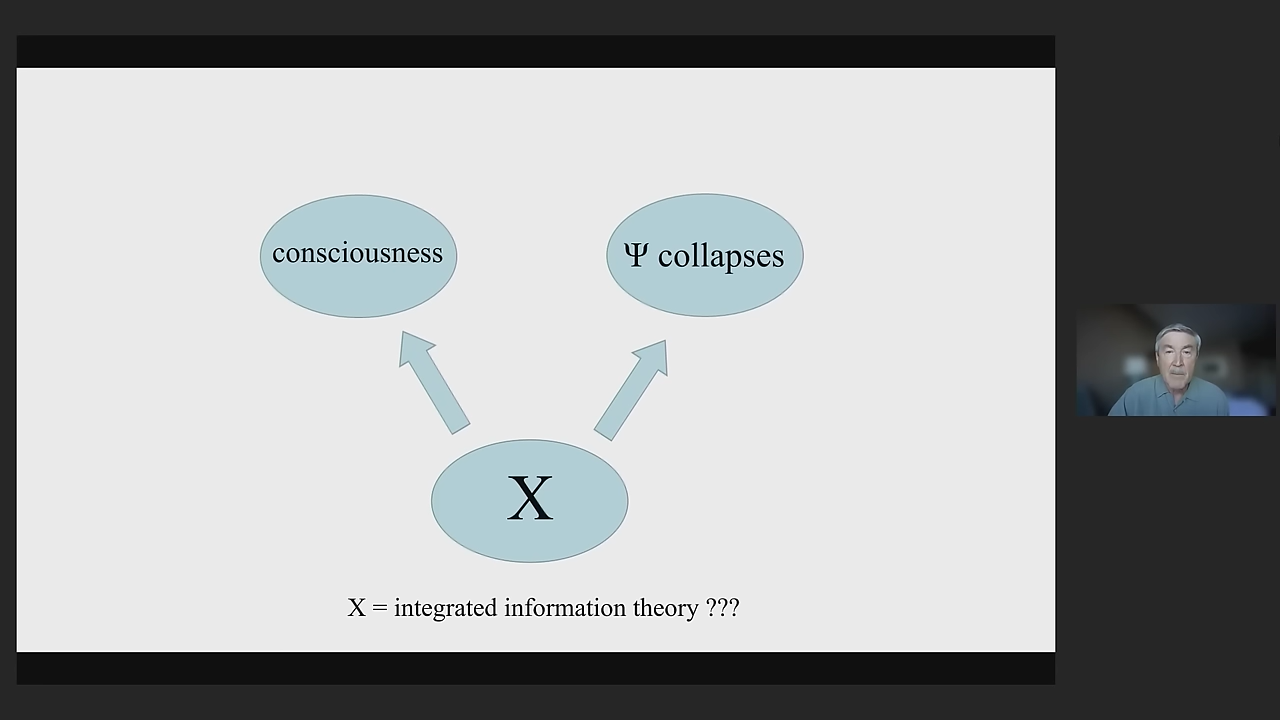 consciousness
Ψ collapses
X
X = integrated information theory ???